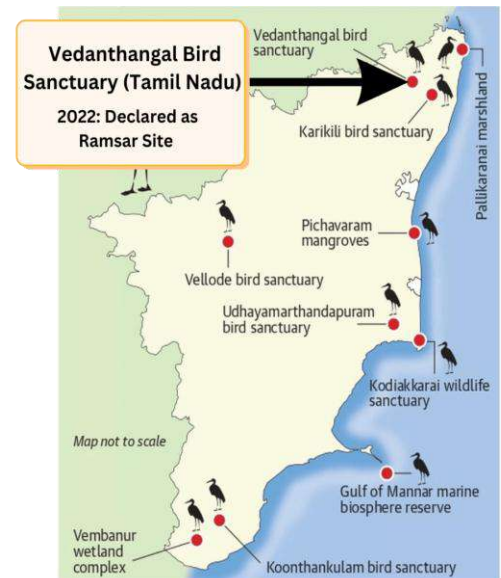 Vedanthangal Bird
Sanctuary (Tamil Nadu)
2022: Declared as
Ramsar Site
Vedanthangal bird
sanctuary
Karikili bird sanctuary
Pallikaranai marshland
Pichavaram
mangroves
Vellode bird sanctuary
Udhayamarthandapuram
bird sanctuary
Kodiakkarai wildlife
sanctuary
Map not to scale
Gulf of Mannar marine
biosphere reserve
Vembanur
wetland
complex
Koonthankulam bird sanctuary